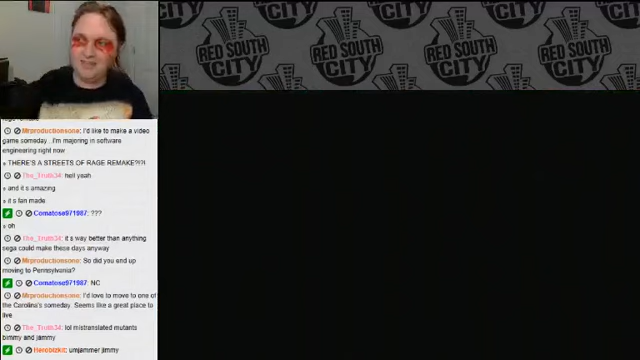 RED SOUTH CITY
RED SOUTH CITY
RED SOUTH CITY
RED SOUTH CITY
Mrproductionsone: I'd like to make a video
game someday.. I'm majoring in software
engineering right now
THERE'S A STREETS OF RAGE REMAKE?!?!
The_Truth34: hell yeah
and it s amazing
it s fan made
Comatose971987: ???
oh
The_Truth34: it s way better than anything
sega could make these days anyway
Mrproductionsone: So did you end up
moving to Pennsylvania?
Comatose971987: NC
Mrproductionsone: I'd love to move to one of
the Carolina's someday. Seems like a great place to
live
The_Truth34: lol mistranslated mutants
bimmy and jammy
Herobizkit: umjammer jimmy